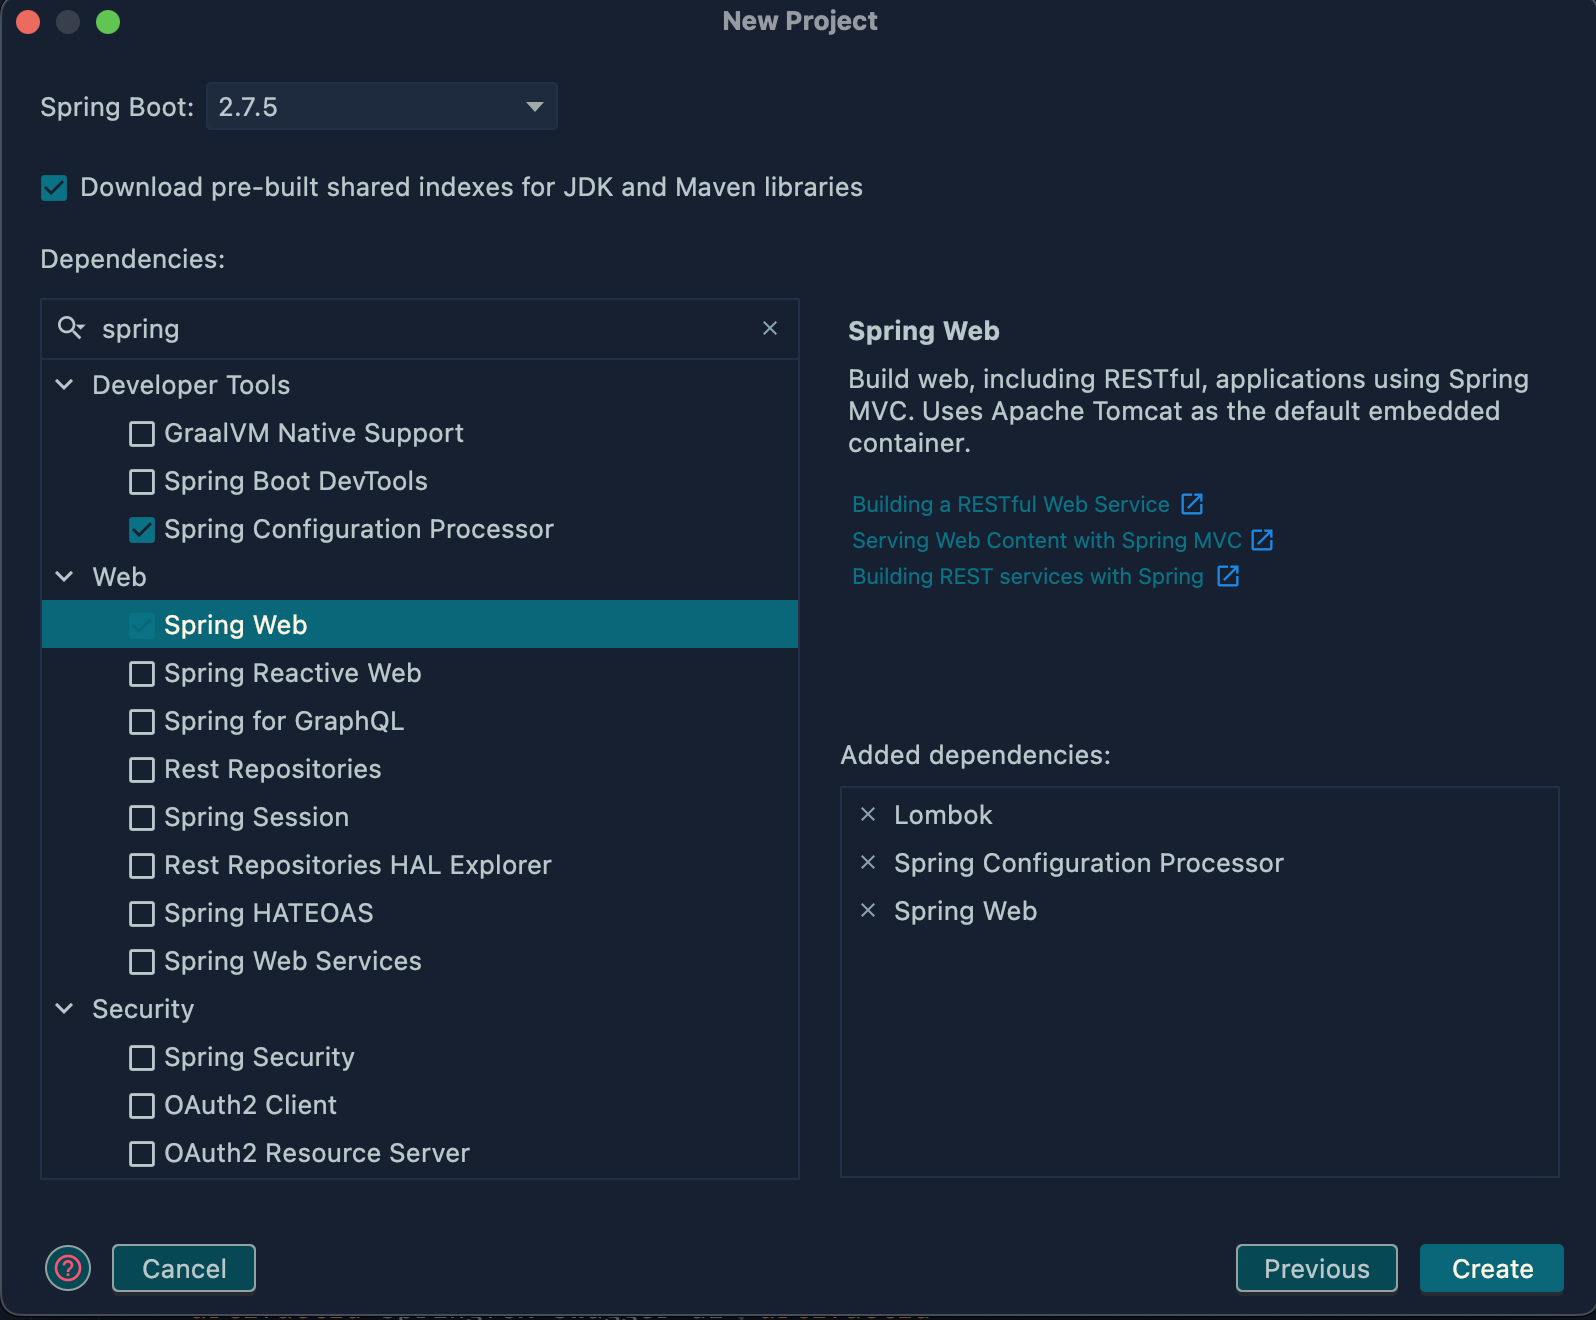 New Project
Spring Boot: 2.7.5
Download pre-built shared indexes for JDK and Maven libraries
Dependencies:
spring
Developer Tools
GraalVM Native Support
Spring Boot DevTools
Spring Configuration Processor
Web
Spring Web
Spring Reactive Web
Spring for GraphQL
Rest Repositories
Spring Session
Rest Repositories HAL Explorer
Spring HATEOAS
Spring Web Services
Security
Spring Security
OAuth2 Client
OAuth2 Resource Server
Spring Web
Build web, including RESTful, applications using Spring
MVC. Uses Apache Tomcat as the default embedded
container.
Building a RESTful Web Service
Serving Web Content with Spring MVC
Building REST services with Spring
Added dependencies:
Lombok
Spring Configuration Processor
Spring Web
?
Cancel
Previous
Create